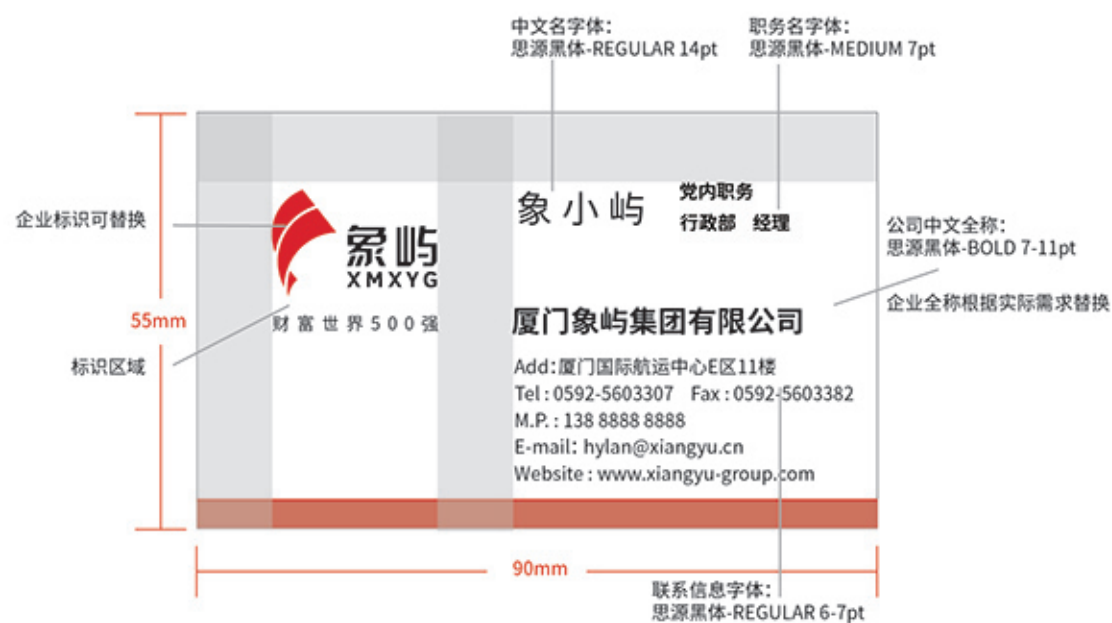 中文名字体：
思源黑体-REGULAR 14pt
职务名字体：
思源黑体-MEDIUM 7pt
企业标识可替换
象屿
XMXYG
财富世界500强
象小屿
党内职务
行政部 经理
公司中文全称：
思源黑体-BOLD 7-11pt
企业全称根据实际需求替换
55mm
标识区域
厦门象屿集团有限公司
Add：厦门国际航运中心E区11楼
Tel : 0592-5603307 Fax : 0592-5603382
M.P. : 138 8888 8888
E-mail: hylan@xiangyu.cn
Website : www.xiangyu-group.com
90mm
联系信息字体：
思源黑体-REGULAR 6-7pt